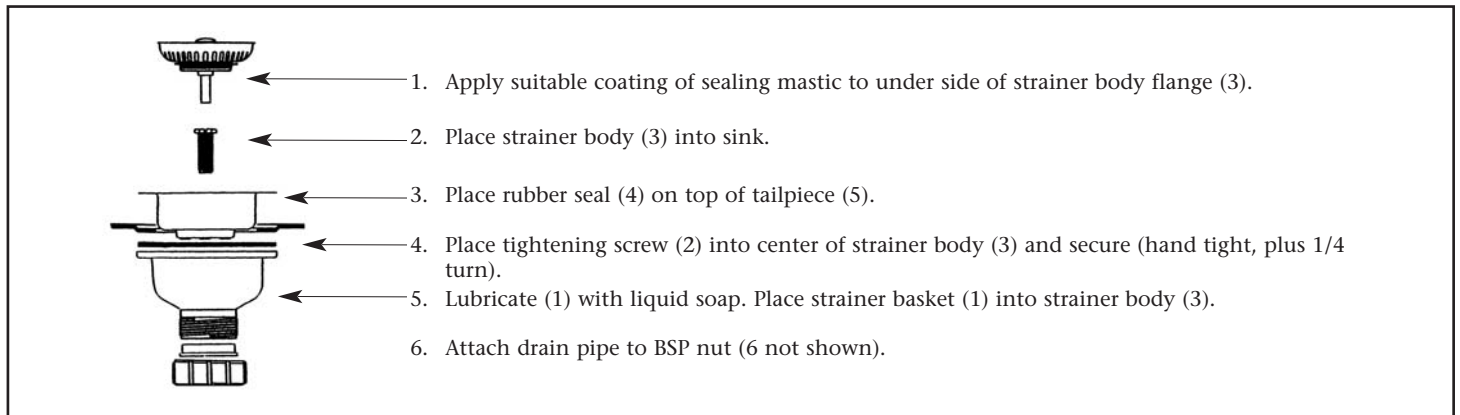 1. Apply suitable coating of sealing mastic to under side of strainer body flange (3).
2. Place strainer body (3) into sink.
3. Place rubber seal (4) on top of tailpiece (5).
4. Place tightening screw (2) into center of strainer body (3) and secure (hand tight, plus 1/4
turn).
5. Lubricate (1) with liquid soap. Place strainer basket (1) into strainer body (3).
6. Attach drain pipe to BSP nut (6 not shown).